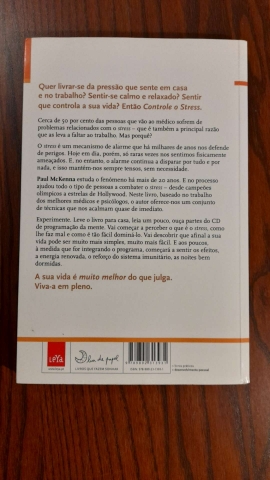 Quer livrar-se da pressão que sente em casa
e no trabalho? Sentir-se calmo e relaxado? Sentir
que controla a sua vida? Então Controle o Stress.
Cerca de 50 por cento das pessoas que vão ao médico sofrem de
problemas relacionados com o stress – que é também a principal razão
que as leva a faltar ao trabalho. Mas porquê?
O stress é um mecanismo de alarme que há milhares de anos nos defende
de perigos. Hoje em dia, porém, só raras vezes nos sentimos fisicamente
ameaçados. E, no entanto, o alarme continua a disparar por tudo e por
nada, e isso mantém-nos sempre tensos, sem necessidade.
Paul McKenna estuda o fenómeno há mais de 20 anos. E no processo
ajudou todo o tipo de pessoas a combater o stress – desde campeões
olímpicos a estrelas de Hollywood. Neste livro, baseado no trabalho
dos melhores médicos e psicólogos, o autor oferece-nos um conjunto
de técnicas que nos acalmam quase de imediato.
Experimente. Leve o livro para casa, leia um pouco, ouça partes do CD
de programação da mente. Vai começar a perceber o que é o stress, como
lhe faz mal e como é tão fácil dominá-lo. Vai descobrir que afinal a sua
vida pode ser muito mais simples, muito mais fácil. E aos poucos,
à medida que for integrando o programa, começará a sentir os efeitos,
a energia renovada, o reforço do sistema imunitário, as noites bem
dormidas.
A sua vida é muito melhor do que julga.
Viva-a em pleno.
LeYa
Lua de papel